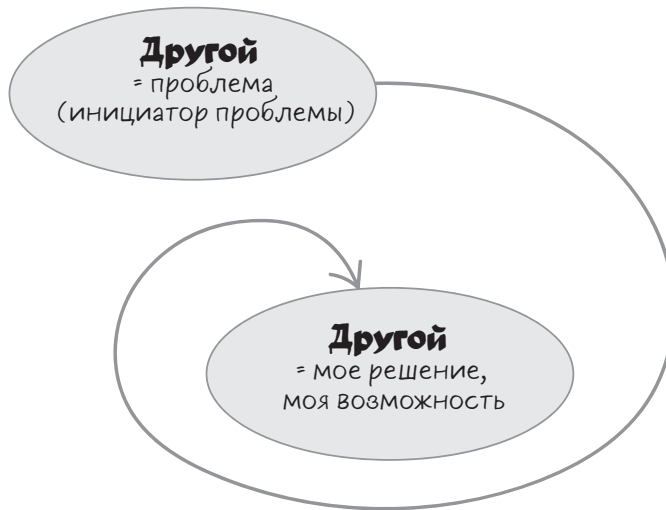 Другой
= проблема
(инициатор проблемы)
Другой
= мое решение,
моя возможность